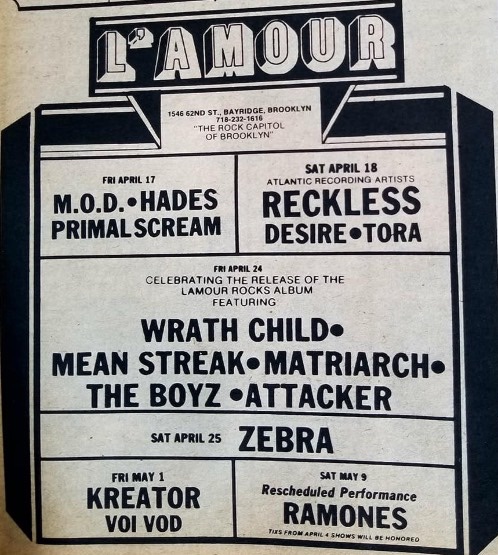 L'AMOUR
1546 62ND ST., BAYRIDGE, BROOKLYN
718-232-1616
"THE ROCK CAPITOL
OF BROOKLYN"
FRI APRIL 17
M.O.D.•HADES
PRIMAL SCREAM
SAT APRIL 18
ATLANTIC RECORDING ARTISTS
RECKLESS
DESIRE•TORA
FRI APRIL 24
CELEBRATING THE RELEASE OF THE
LAMOUR ROCKS ALBUM
FEATURING
WRATH CHILD•
MEAN STREAK•MATRIARCH•
THE BOYZ •ATTACKER
SAT APRIL 25 ZEBRA
FRI MAY 1
KREATOR
VOI VOD
SAT MAY 9
Rescheduled Performance
RAMONES
TIXS FROM APRIL 4 SHOWS WILL BE HONORED